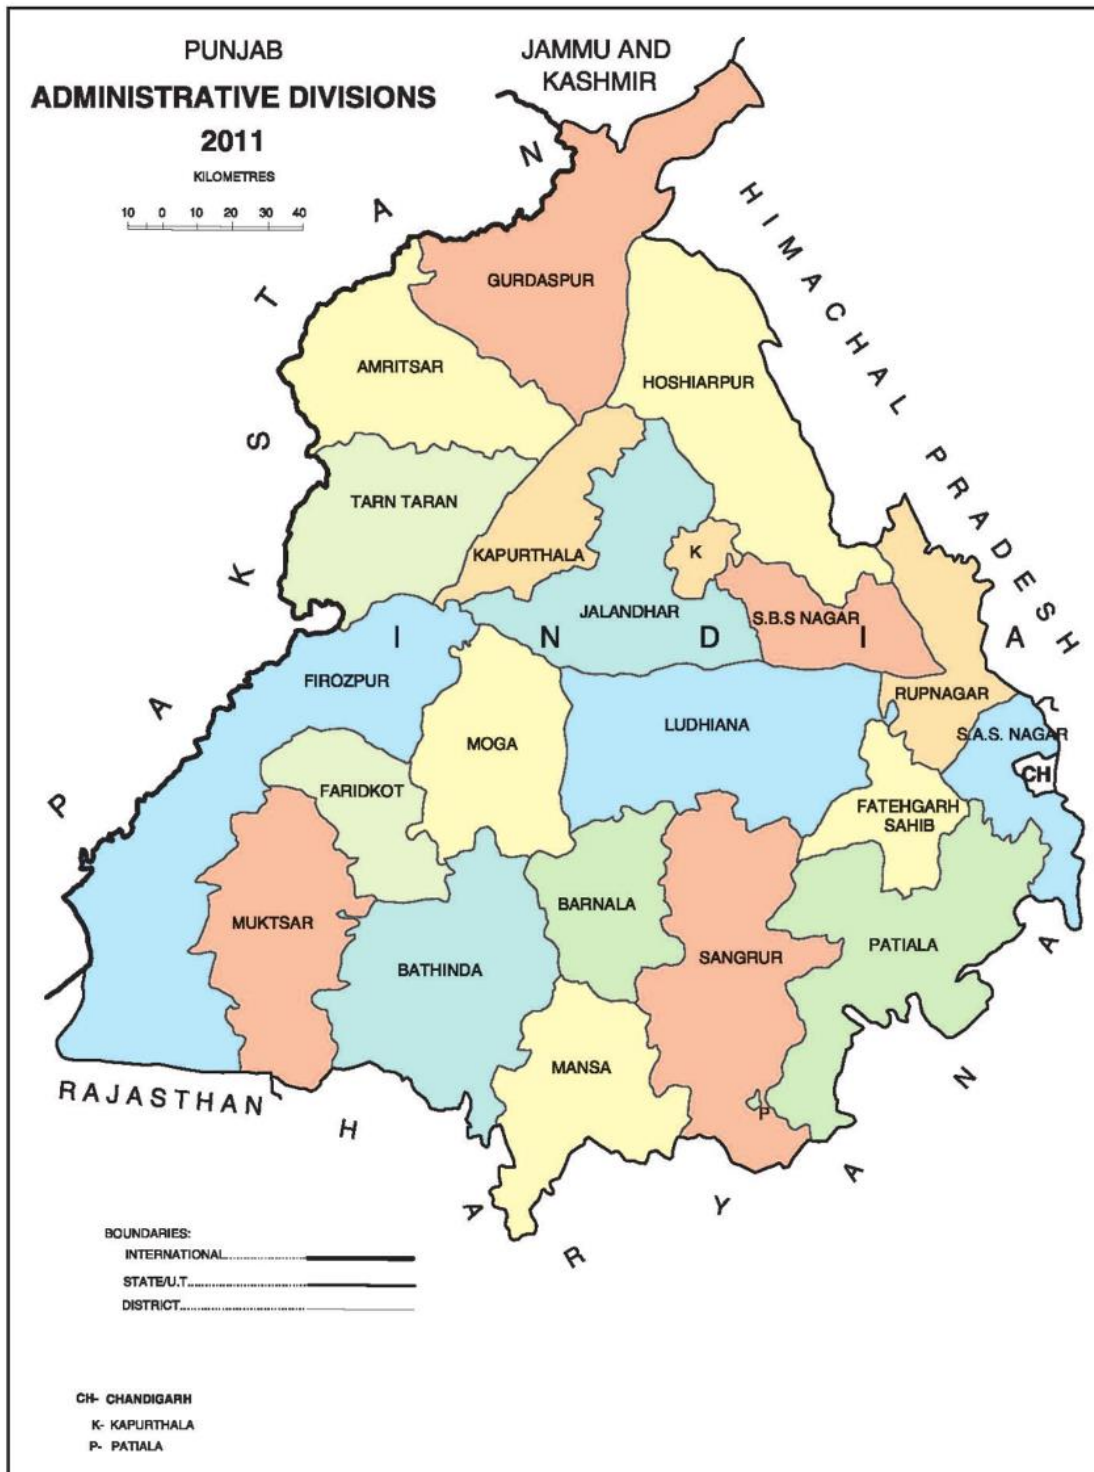 PUNJAB
ADMINISTRATIVE DIVISIONS
2011
KILOMETRES
10 0 10 20 30 40
JAMMU AND
KASHMIR
PAKSTAN
HIMACHAL PRADESH
GURDASPUR
AMRITSAR
HOSHIARPUR
TARN TARAN
KAPURTHALA
K
JALANDHAR
S.B.S NAGAR
INDIA
FIROZPUR
RUPNAGAR
LUDHIANA
S.A.S. NAGAR
MOGA
CH
FARIDKOT
FATEHGARH
SAHIB
BARNALA
MUKTSAR
PATIALA
SANGRUR
BATHINDA
MANSA
P
RAJASTHAN
HARYANA
BOUNDARIES:
INTERNATIONAL
STATE/U.T.
DISTRICT
CH- CHANDIGARH
K- KAPURTHALA
P- PATIALA